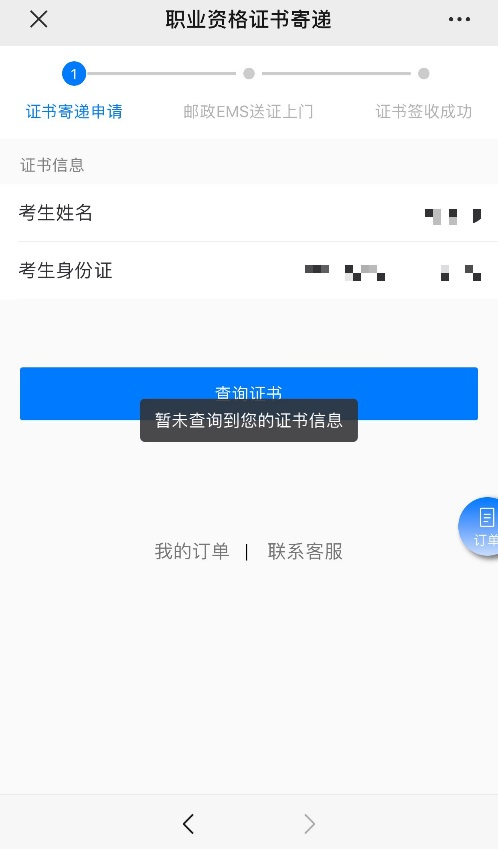 职业资格证书寄递
1
证书寄递申请
邮政EMS送证上门
证书签收成功
证书信息
考生姓名
考生身份证
查询证书
暂未查询到您的证书信息
订单
我的订单 | 联系客服